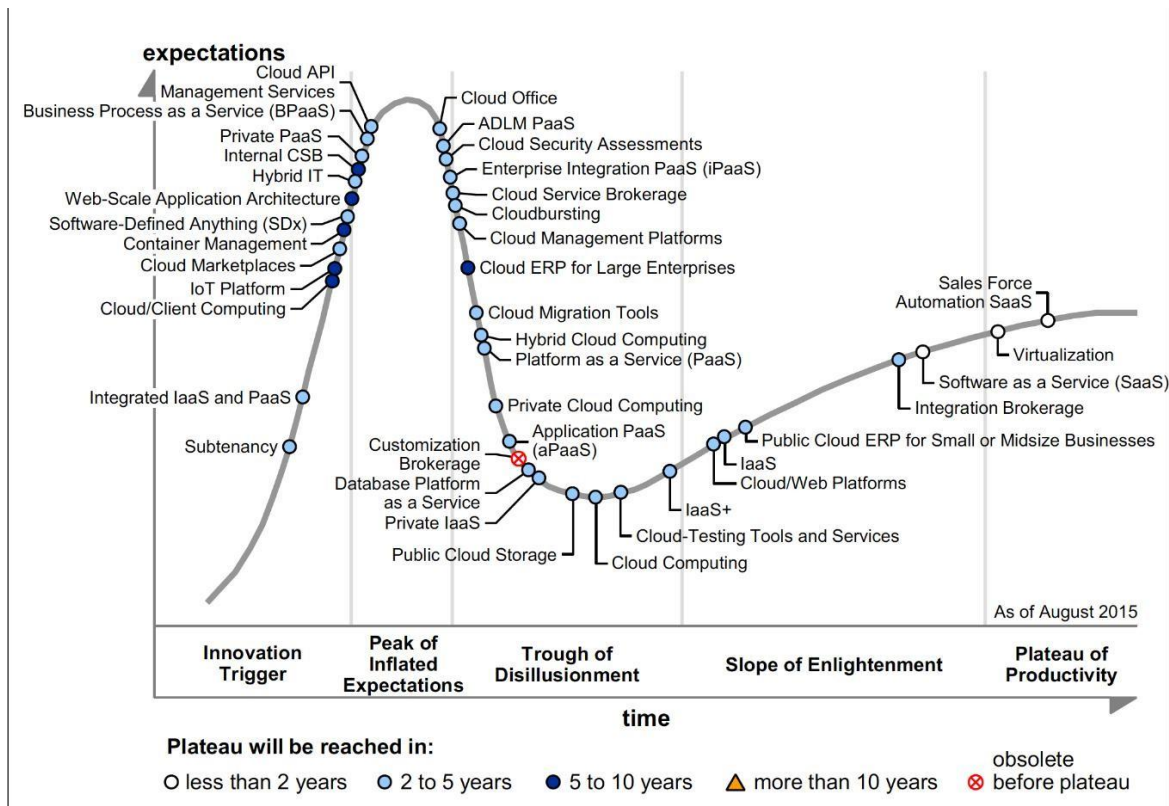 expectations
Cloud API
Management Services
Business Process as a Service (BPaaS)
Private PaaS
Internal CSB
Hybrid IT
Web-Scale Application Architecture
Software-Defined Anything (SDx)
Container Management
Cloud Marketplaces
IoT Platform
Cloud/Client Computing
Integrated IaaS and PaaS
Subtenancy
Cloud Office
ADLM PaaS
Cloud Security Assessments
Enterprise Integration PaaS (iPaaS)
Cloud Service Brokerage
Cloudbursting
Cloud Management Platforms
Cloud ERP for Large Enterprises
Cloud Migration Tools
Hybrid Cloud Computing
Platform as a Service (PaaS)
Private Cloud Computing
Application PaaS
(aPaaS)
Customization
Brokerage
Database Platform
as a Service
Private IaaS
Public Cloud Storage
Cloud Computing
Cloud-Testing Tools and Services
IaaS+
Cloud/Web Platforms
IaaS
Public Cloud ERP for Small or Midsize Businesses
Integration Brokerage
Software as a Service (SaaS)
Virtualization
Sales Force
Automation SaaS
As of August 2015
Innovation
Trigger
Peak of
Inflated
Expectations
Trough of
Disillusionment
Slope of Enlightenment
Plateau of
Productivity
time
Plateau will be reached in:
less than 2 years
2 to 5 years
5 to 10 years
more than 10 years
obsolete
before plateau